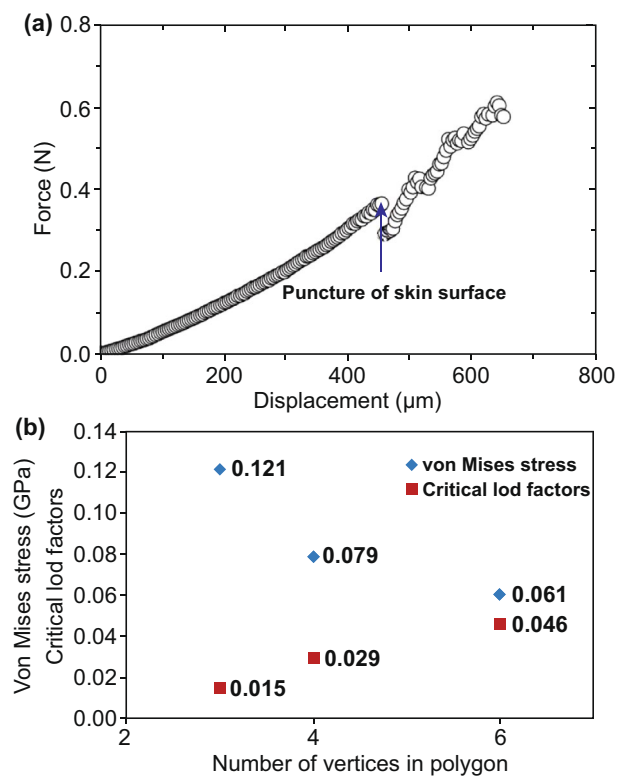 (a)
0.8
0.6
0.4
0.2
0.0
Force (N)
Puncture of skin surface
0
200
400
600
800
Displacement (µm)
(b)
0.14
0.12
0.10
0.08
0.06
0.04
0.02
0.00
Von Mises stress (GPa)
Critical lod factors
von Mises stress
Critical lod factors
0.121
0.079
0.061
0.046
0.029
0.015
2
4
6
Number of vertices in polygon